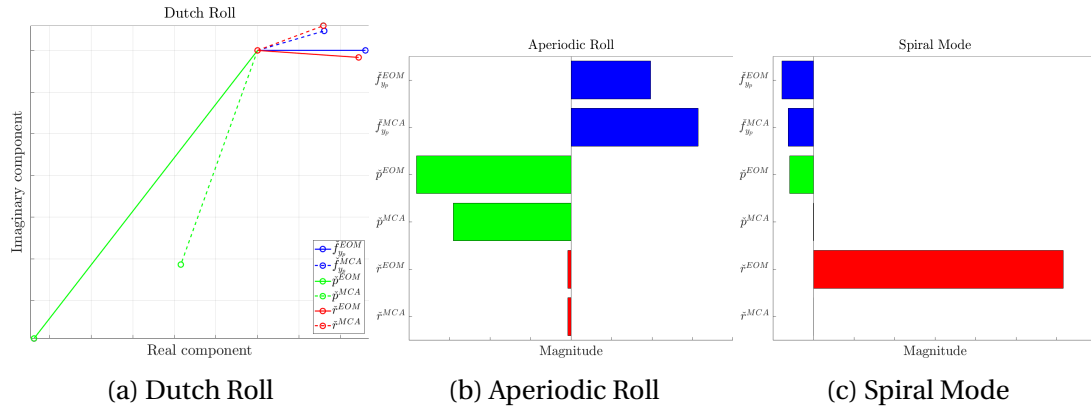 Dutch Roll
Imaginary component
Real component
f̃_{y_p}^{EOM}
f̃_{y_p}^{MCA}
p̃^{EOM}
p̃^{MCA}
r̃^{EOM}
r̃^{MCA}
(a) Dutch Roll
Aperiodic Roll
f̃_{y_p}^{EOM}
f̃_{y_p}^{MCA}
p̃^{EOM}
p̃^{MCA}
r̃^{EOM}
r̃^{MCA}
Magnitude
(b) Aperiodic Roll
Spiral Mode
f̃_{y_p}^{EOM}
f̃_{y_p}^{MCA}
p̃^{EOM}
p̃^{MCA}
r̃^{EOM}
r̃^{MCA}
Magnitude
(c) Spiral Mode